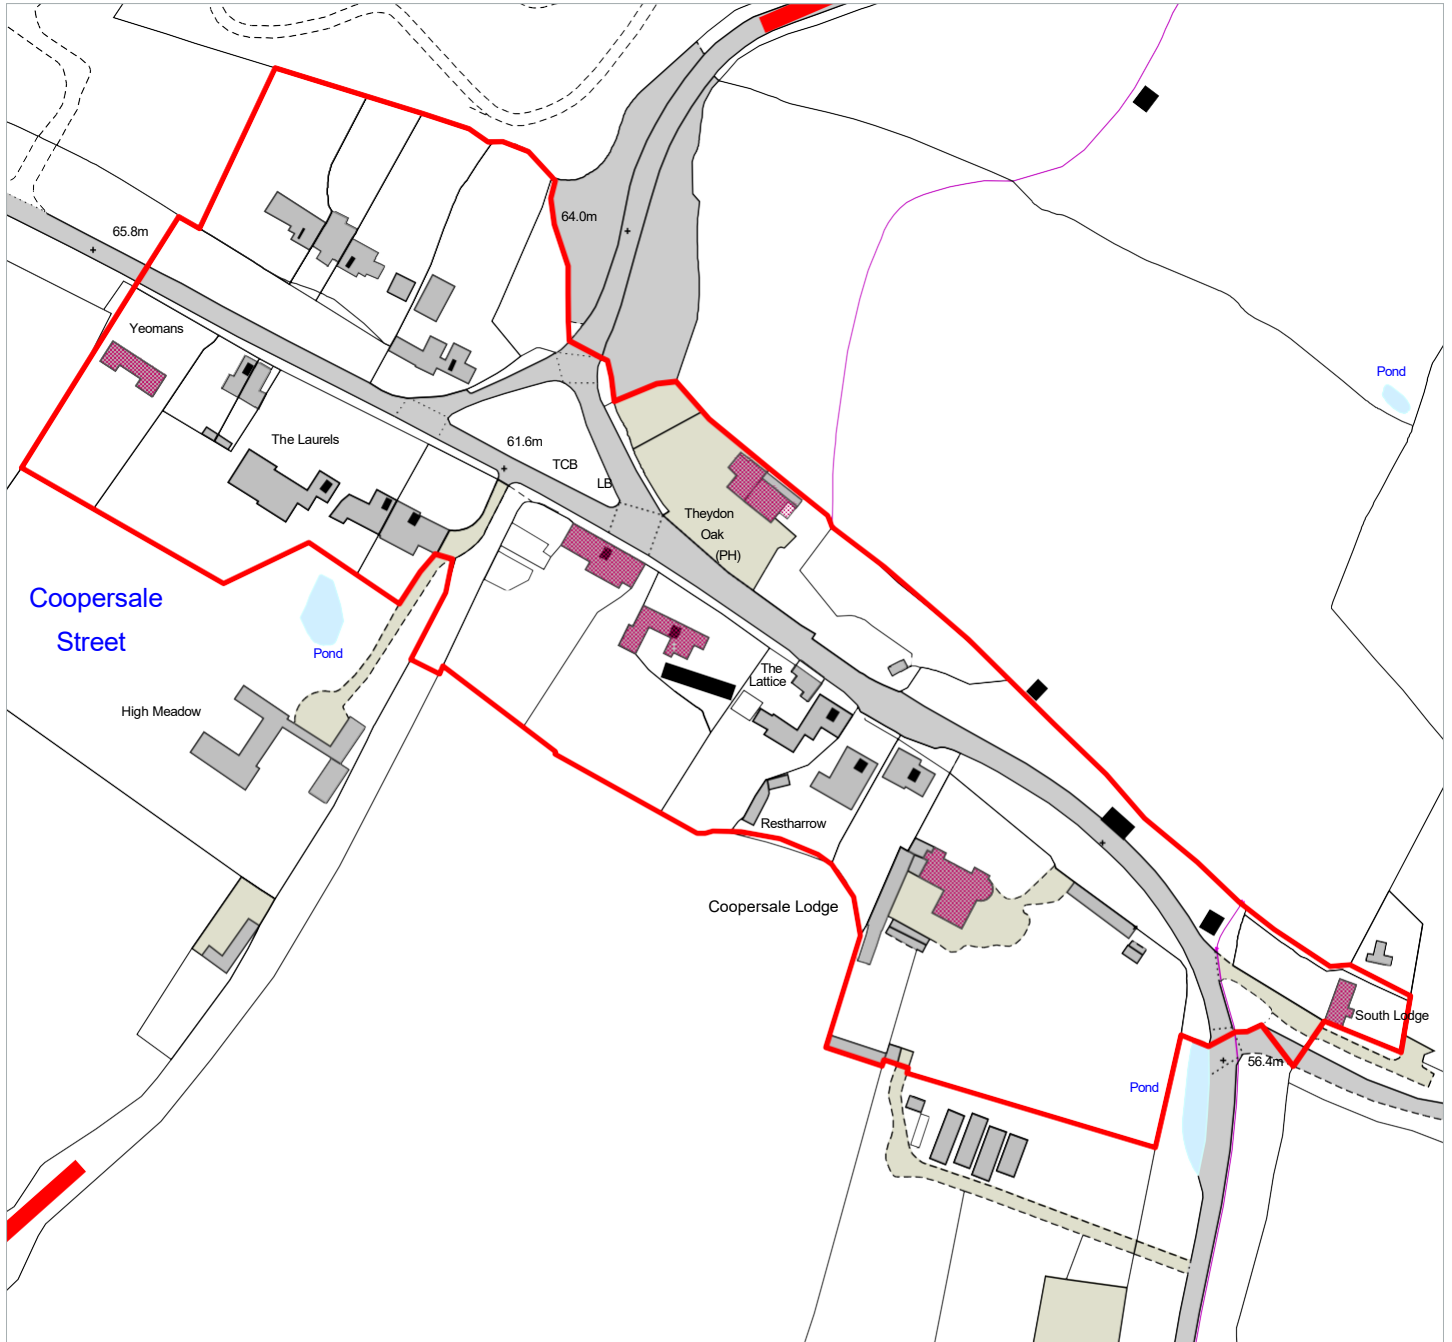 64.0m
65.8m
Yeomans
Pond
The Laurels
61.6m
TCB
LB
Theydon
Oak
(PH)
Coopersale
Street
Pond
The
Lattice
High Meadow
Restharrow
Coopersale Lodge
South Lodge
56.4m
Pond